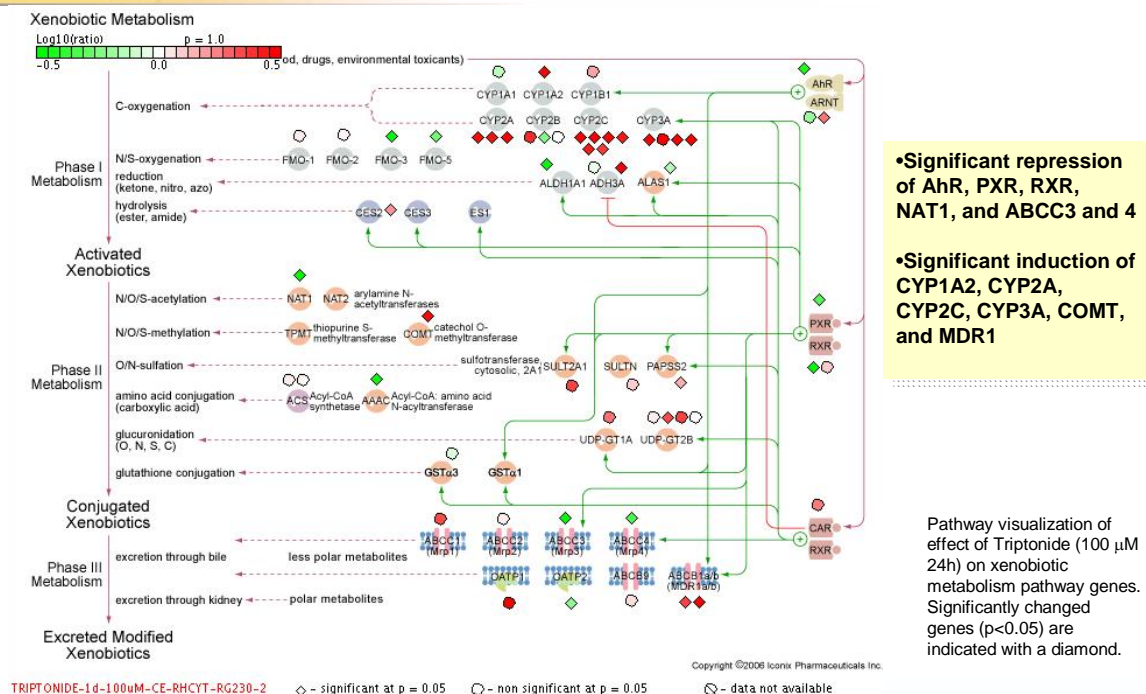 Xenobiotic Metabolism
Log10(ratio) p = 1.0
-0.5 0.0 0.5
od, drugs, environmental toxicants)
AhR
ARNT
CYP1A1 CYP1A2 CYP1B1
C-oxygenation
CYP2A CYP2B CYP2C CYP3A
Phase I
Metabolism
N/S-oxygenation
FMO-1 FMO-2 FMO-3 FMO-5
reduction
(ketone, nitro, azo)
ALDH1A1 ADH3A ALAS1
hydrolysis
(ester, amide)
CES2 CES3 ES1
Activated
Xenobiotics
N/O/S-acetylation
NAT1 NAT2 arylamine N-
acetyltransferases
N/O/S-methylation
TPMT thiopurine S-
methyltransferase
COMT catechol O-
methyltransferase
PXR
RXR
Phase II
Metabolism
O/N-sulfation
sulfotransferase,
cytosolic, 2A1
SULT2A1 SULTN PAPSS2
amino acid conjugation
(carboxylic acid)
ACS Acyl-CoA
synthetase
AAAC Acyl-CoA: amino acid
N-acyltransferase
glucuronidation
(O, N, S, C)
UDP-GT1A UDP-GT2B
glutathione conjugation
GSTα3 GSTα1
Conjugated
Xenobiotics
CAR
RXR
Phase III
Metabolism
excretion through bile
less polar metabolites
ABCC1
(Mrp1)
ABCC2
(Mrp2)
ABCC3
(Mrp3)
ABCC4
(Mrp4)
OATP1 OATP2 ABCB9 ABCB1a/b
(MDR1a/b)
excretion through kidney
polar metabolites
Excreted Modified
Xenobiotics
Copyright ©2006 Iconix Pharmaceuticals Inc.
TRIPTONIDE-1d-100uM-CE-RHCYT-RG230-2
- significant at p = 0.05
- non significant at p = 0.05
- data not available
•Significant repression
of AhR, PXR, RXR,
NAT1, and ABCC3 and 4
•Significant induction of
CYP1A2, CYP2A,
CYP2C, CYP3A, COMT,
and MDR1
Pathway visualization of
effect of Triptonide (100 μM
24h) on xenobiotic
metabolism pathway genes.
Significantly changed
genes (p<0.05) are
indicated with a diamond.